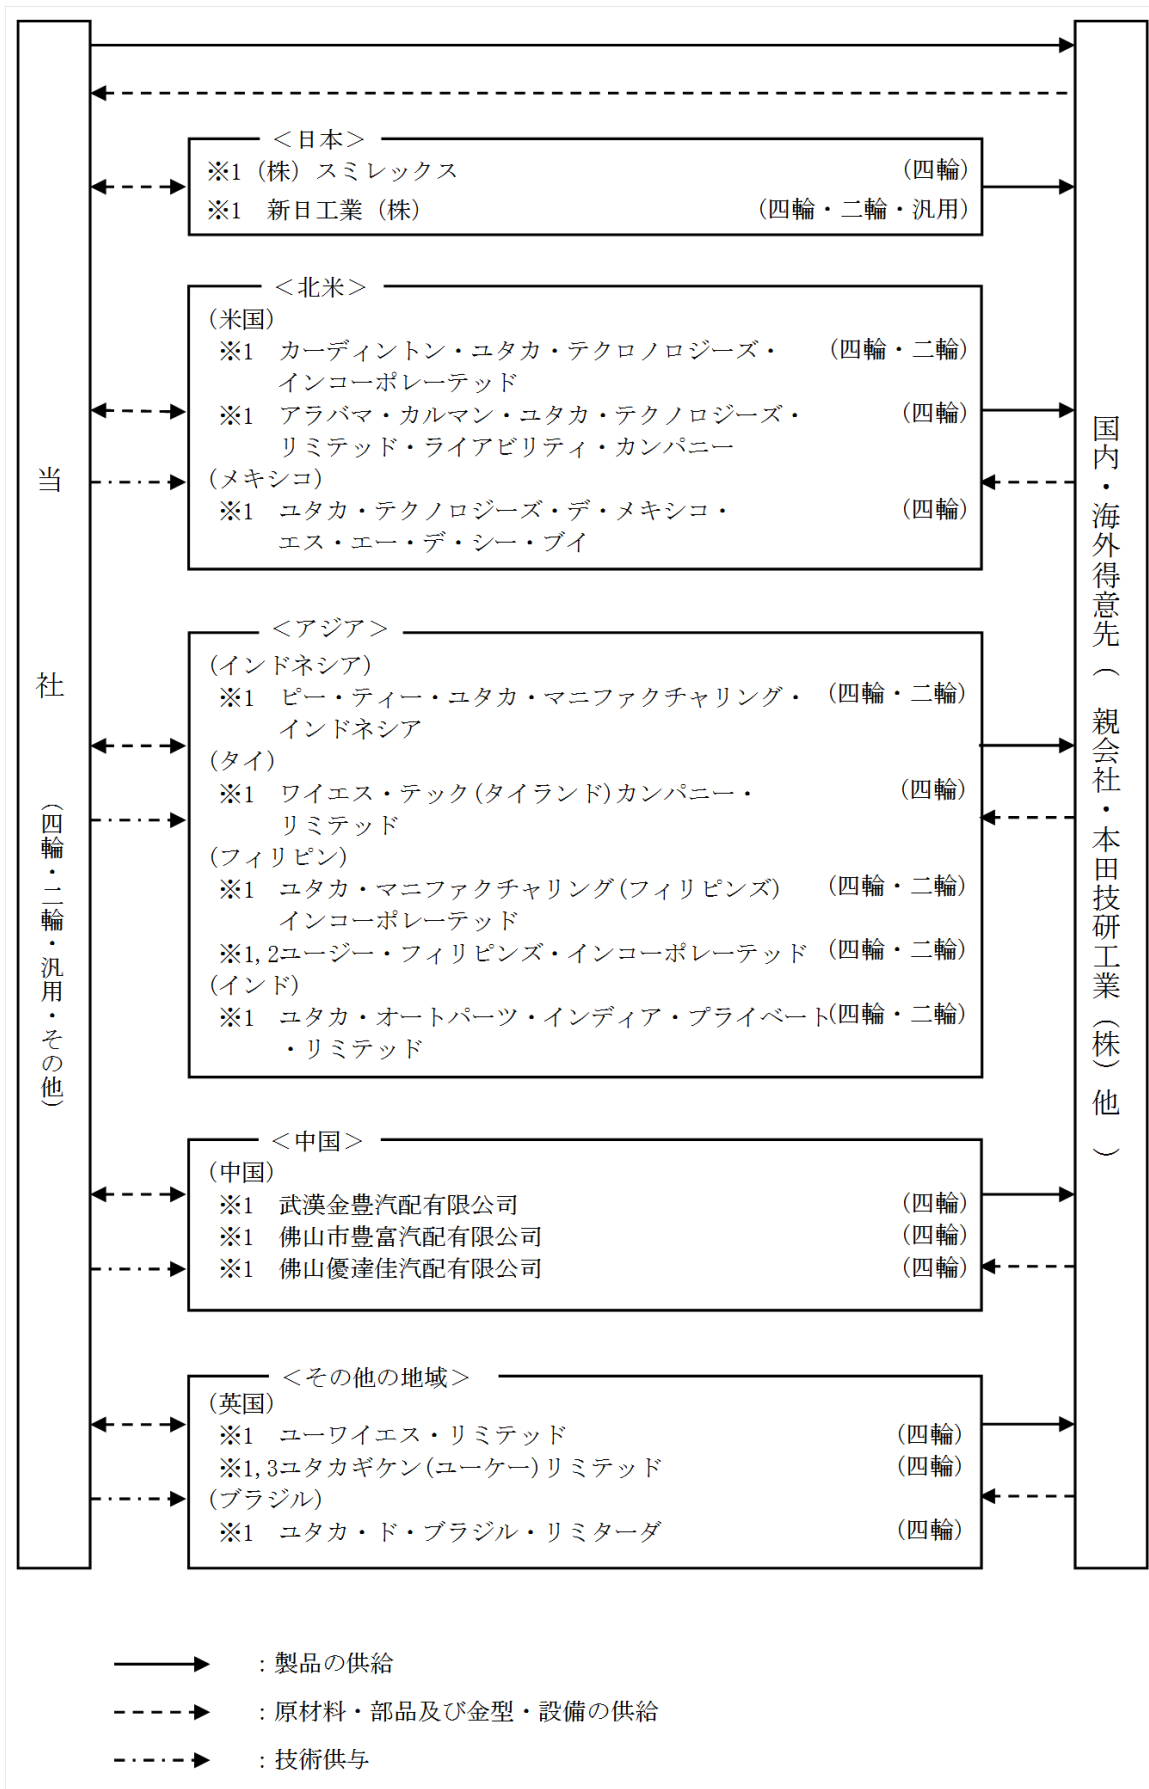 当社
（四輪・二輪・汎用・その他）
＜日本＞
※1（株）スミレックス （四輪）
※1 新日工業（株） （四輪・二輪・汎用）
＜北米＞
（米国）
※1 カーディントン・ユタカ・テクロノロジーズ・ （四輪・二輪）
インコーポレーテッド
※1 アラバマ・カルマン・ユタカ・テクノロジーズ・ （四輪）
リミテッド・ライアビリティ・カンパニー
（メキシコ）
※1 ユタカ・テクノロジーズ・デ・メキシコ・ （四輪）
エス・エー・デ・シー・ブイ
＜アジア＞
（インドネシア）
※1 ピー・ティー・ユタカ・マニファクチャリング・ （四輪・二輪）
インドネシア
（タイ）
※1 ワイエス・テック(タイランド)カンパニー・ （四輪）
リミテッド
（フィリピン）
※1 ユタカ・マニファクチャリング(フィリピンズ) （四輪・二輪）
インコーポレーテッド
※1,2ユージー・フィリピンズ・インコーポレーテッド （四輪・二輪）
（インド）
※1 ユタカ・オートパーツ・インディア・プライベート（四輪・二輪）
・リミテッド
＜中国＞
（中国）
※1 武漢金豊汽配有限公司 （四輪）
※1 佛山市豊富汽配有限公司 （四輪）
※1 佛山優達佳汽配有限公司 （四輪）
＜その他の地域＞
（英国）
※1 ユーワイエス・リミテッド （四輪）
※1,3ユタカギケン(ユーケー)リミテッド （四輪）
（ブラジル）
※1 ユタカ・ド・ブラジル・リミターダ （四輪）
国内・海外得意先（ 親会社・本田技研工業（株）他 ）
：製品の供給
：原材料・部品及び金型・設備の供給
：技術供与